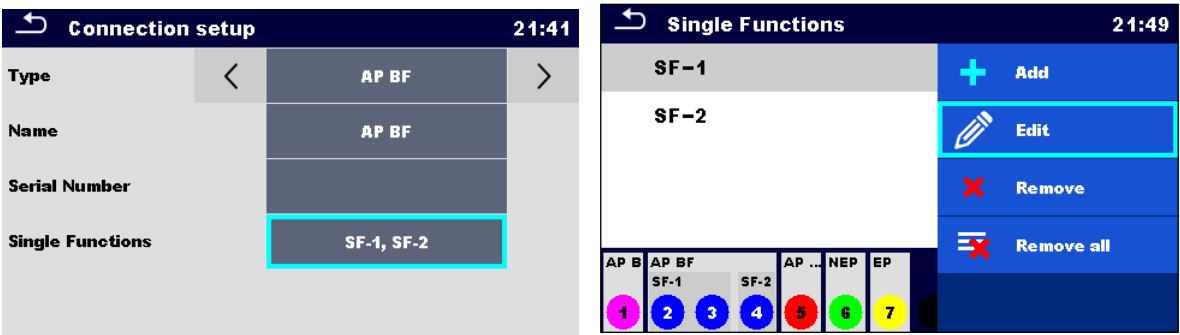 Connection setup 21:41
Type < AP BF >
Name AP BF
Serial Number
Single Functions SF-1, SF-2
Single Functions 21:49
SF-1
SF-2
Add
Edit
Remove
Remove all
AP B AP BF AP ... NEP EP
SF-1 SF-2
1 2 3 4 5 6 7